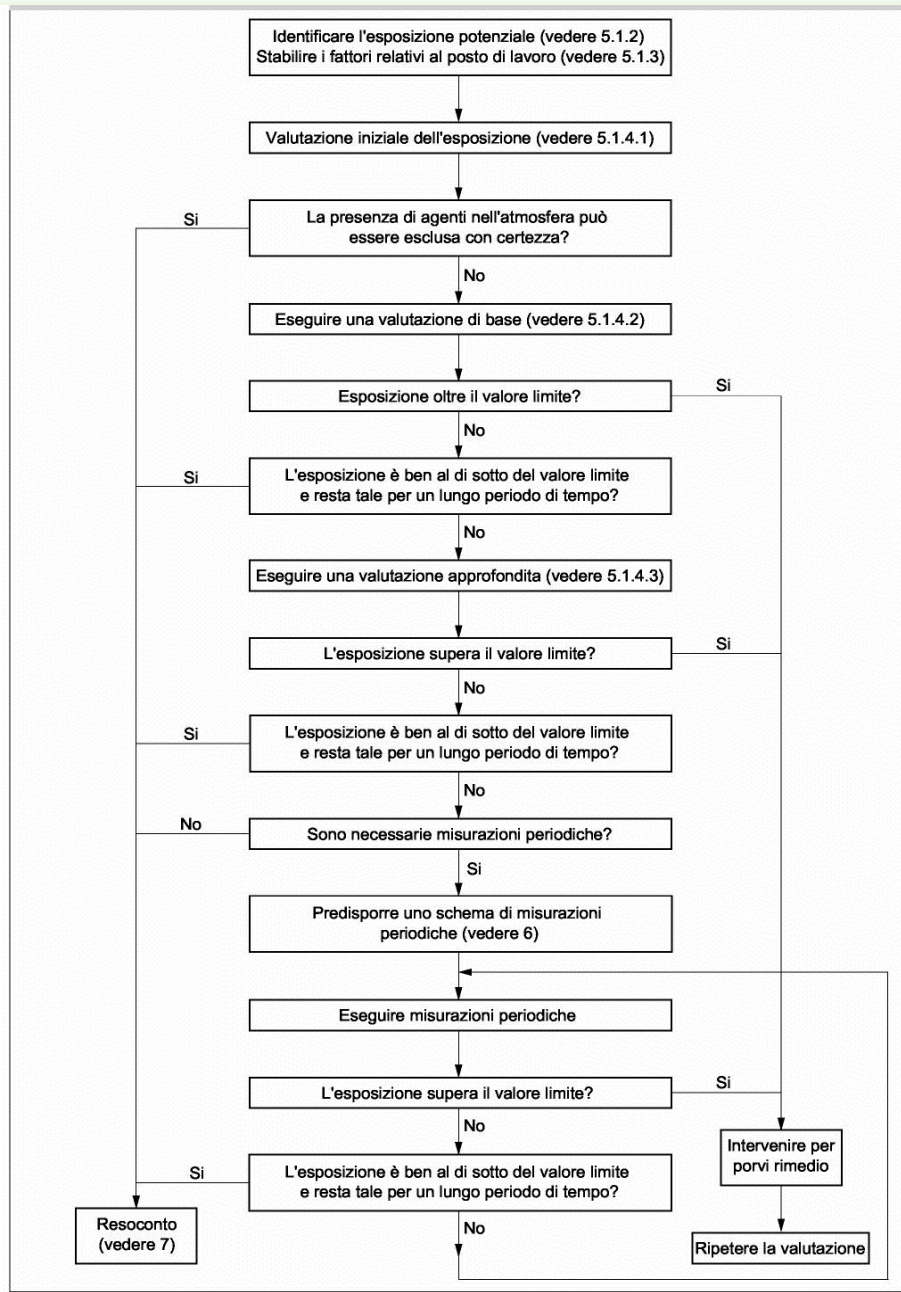 Identificare l'esposizione potenziale (vedere 5.1.2)
Stabilire i fattori relativi al posto di lavoro (vedere 5.1.3)
Valutazione iniziale dell'esposizione (vedere 5.1.4.1)
Si
La presenza di agenti nell'atmosfera può
essere esclusa con certezza?
No
Eseguire una valutazione di base (vedere 5.1.4.2)
Si
Esposizione oltre il valore limite?
No
Si
L'esposizione è ben al di sotto del valore limite
e resta tale per un lungo periodo di tempo?
No
Eseguire una valutazione approfondita (vedere 5.1.4.3)
Si
L'esposizione supera il valore limite?
No
Si
L'esposizione è ben al di sotto del valore limite
e resta tale per un lungo periodo di tempo?
No
No
Sono necessarie misurazioni periodiche?
Si
Predisporre uno schema di misurazioni
periodiche (vedere 6)
Eseguire misurazioni periodiche
Si
L'esposizione supera il valore limite?
No
Intervenire per
porvi rimedio
Si
L'esposizione è ben al di sotto del valore limite
e resta tale per un lungo periodo di tempo?
Resoconto
(vedere 7)
No
Ripetere la valutazione